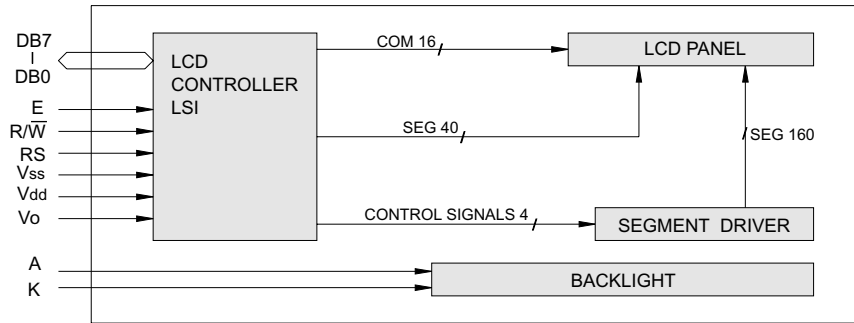 DB7
I
DB0
E
R/W̅
RS
Vss
Vdd
Vo
A
K
LCD
CONTROLLER
LSI
COM 16
LCD PANEL
SEG 40
SEG 160
CONTROL SIGNALS 4
SEGMENT DRIVER
BACKLIGHT